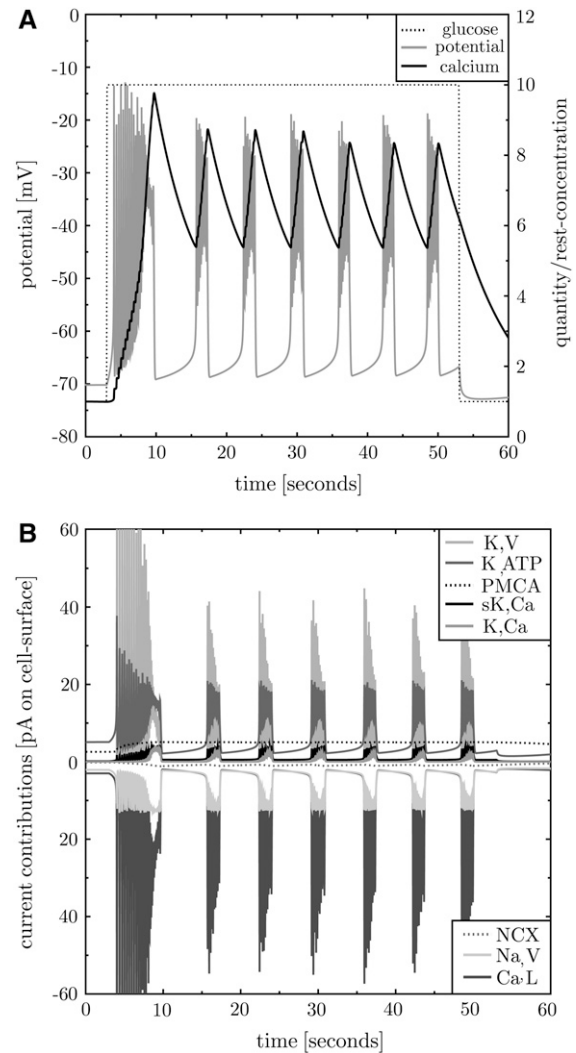 A
glucose
potential
calcium
-0
-10
-20
-30
-40
-50
-60
-70
-80
potential [mV]
12
10
8
6
4
2
0
quantity/rest-concentration
0 10 20 30 40 50 60
time [seconds]
B
K,V
K,ATP
PMCA
sK,Ca
K,Ca
60
40
20
0
20
40
60
current contributions [pA on cell-surface]
NCX
Na,V
Ca,L
0 10 20 30 40 50 60
time [seconds]